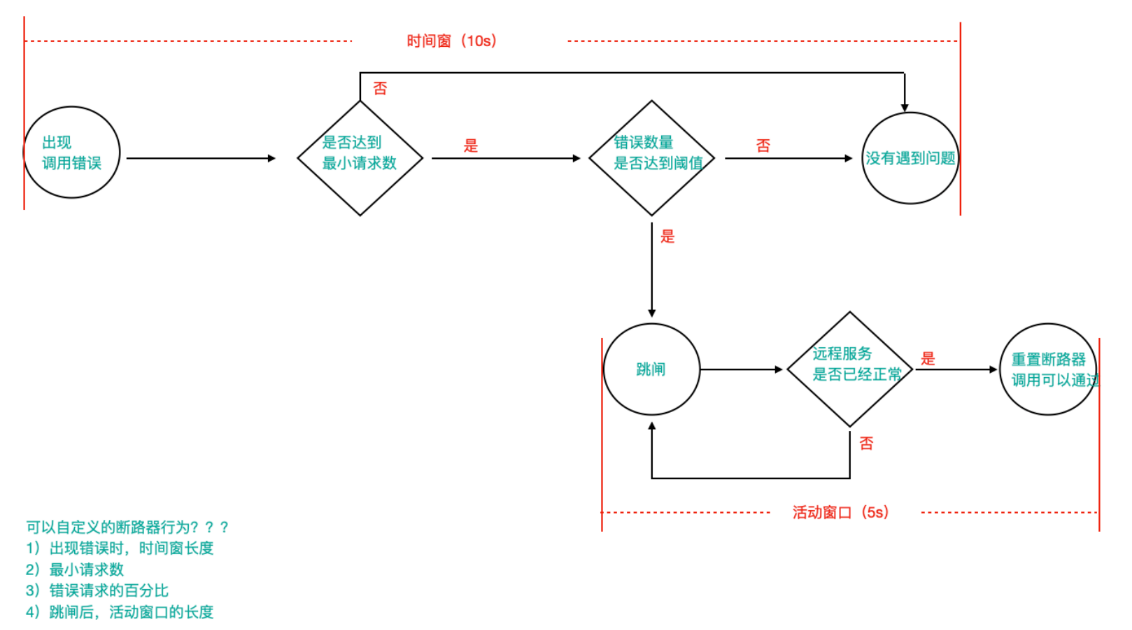 时间窗（10s）
否
出现
调用错误
是否达到
最小请求数
是
错误数量
是否达到阈值
否
没有遇到问题
是
跳闸
远程服务
是否已经正常
是
重置断路器
调用可以通过
否
活动窗口（5s）
可以自定义的断路器行为？？？
1）出现错误时，时间窗长度
2）最小请求数
3）错误请求的百分比
4）跳闸后，活动窗口的长度